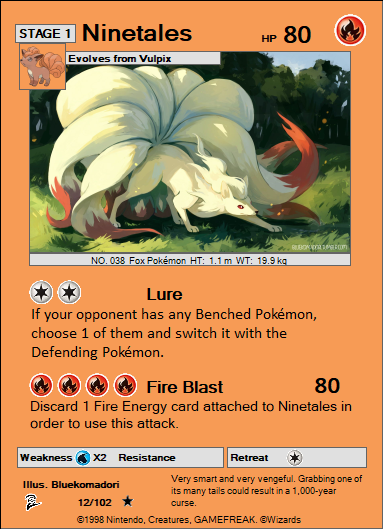 STAGE 1 Ninetales HP 80
Evolves from Vulpix
NO. 038 Fox Pokémon HT: 1.1 m WT: 19.9 kg
Lure
If your opponent has any Benched Pokémon,
choose 1 of them and switch it with the
Defending Pokémon.
Fire Blast 80
Discard 1 Fire Energy card attached to Ninetales in
order to use this attack.
Weakness X2 Resistance Retreat
Illus. Bluekomadori
12/102
Very smart and very vengeful. Grabbing one
of its many tails could result in a 1,000-year
curse.
©1998 Nintendo, Creatures, GAMEFREAK. ©Wizards